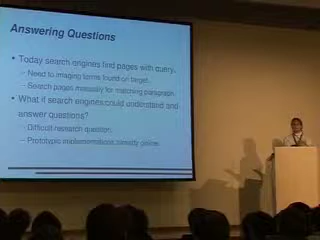 Answering Questions
• Today search engines find pages with query.
– Need to imaging terms found on target.
– Search pages manually for matching paragraph.
• What if search engines could understand and
answer questions?
– Difficult research question.
– Prototype implementations already online.